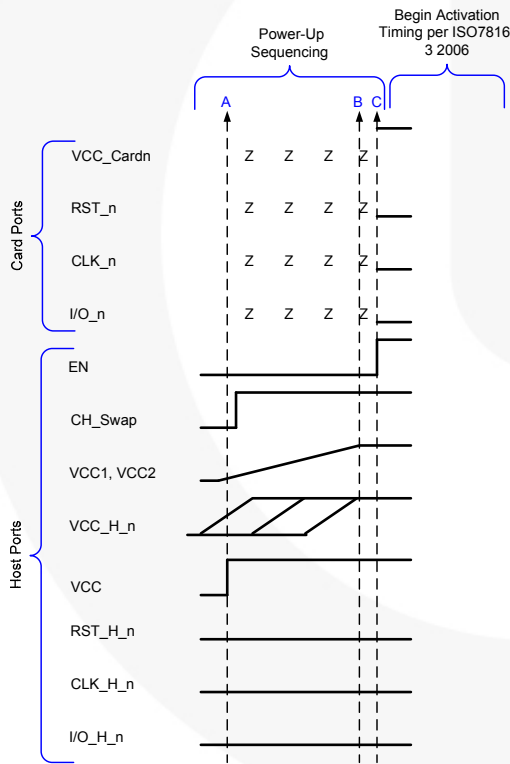 Power-Up
Sequencing
Begin Activation
Timing per ISO7816
3 2006
A
B
C
Card Ports
VCC_Cardn
Z Z Z Z
RST_n
Z Z Z Z
CLK_n
Z Z Z Z
I/O_n
Z Z Z Z
Host Ports
EN
CH_Swap
VCC1, VCC2
VCC_H_n
VCC
RST_H_n
CLK_H_n
I/O_H_n